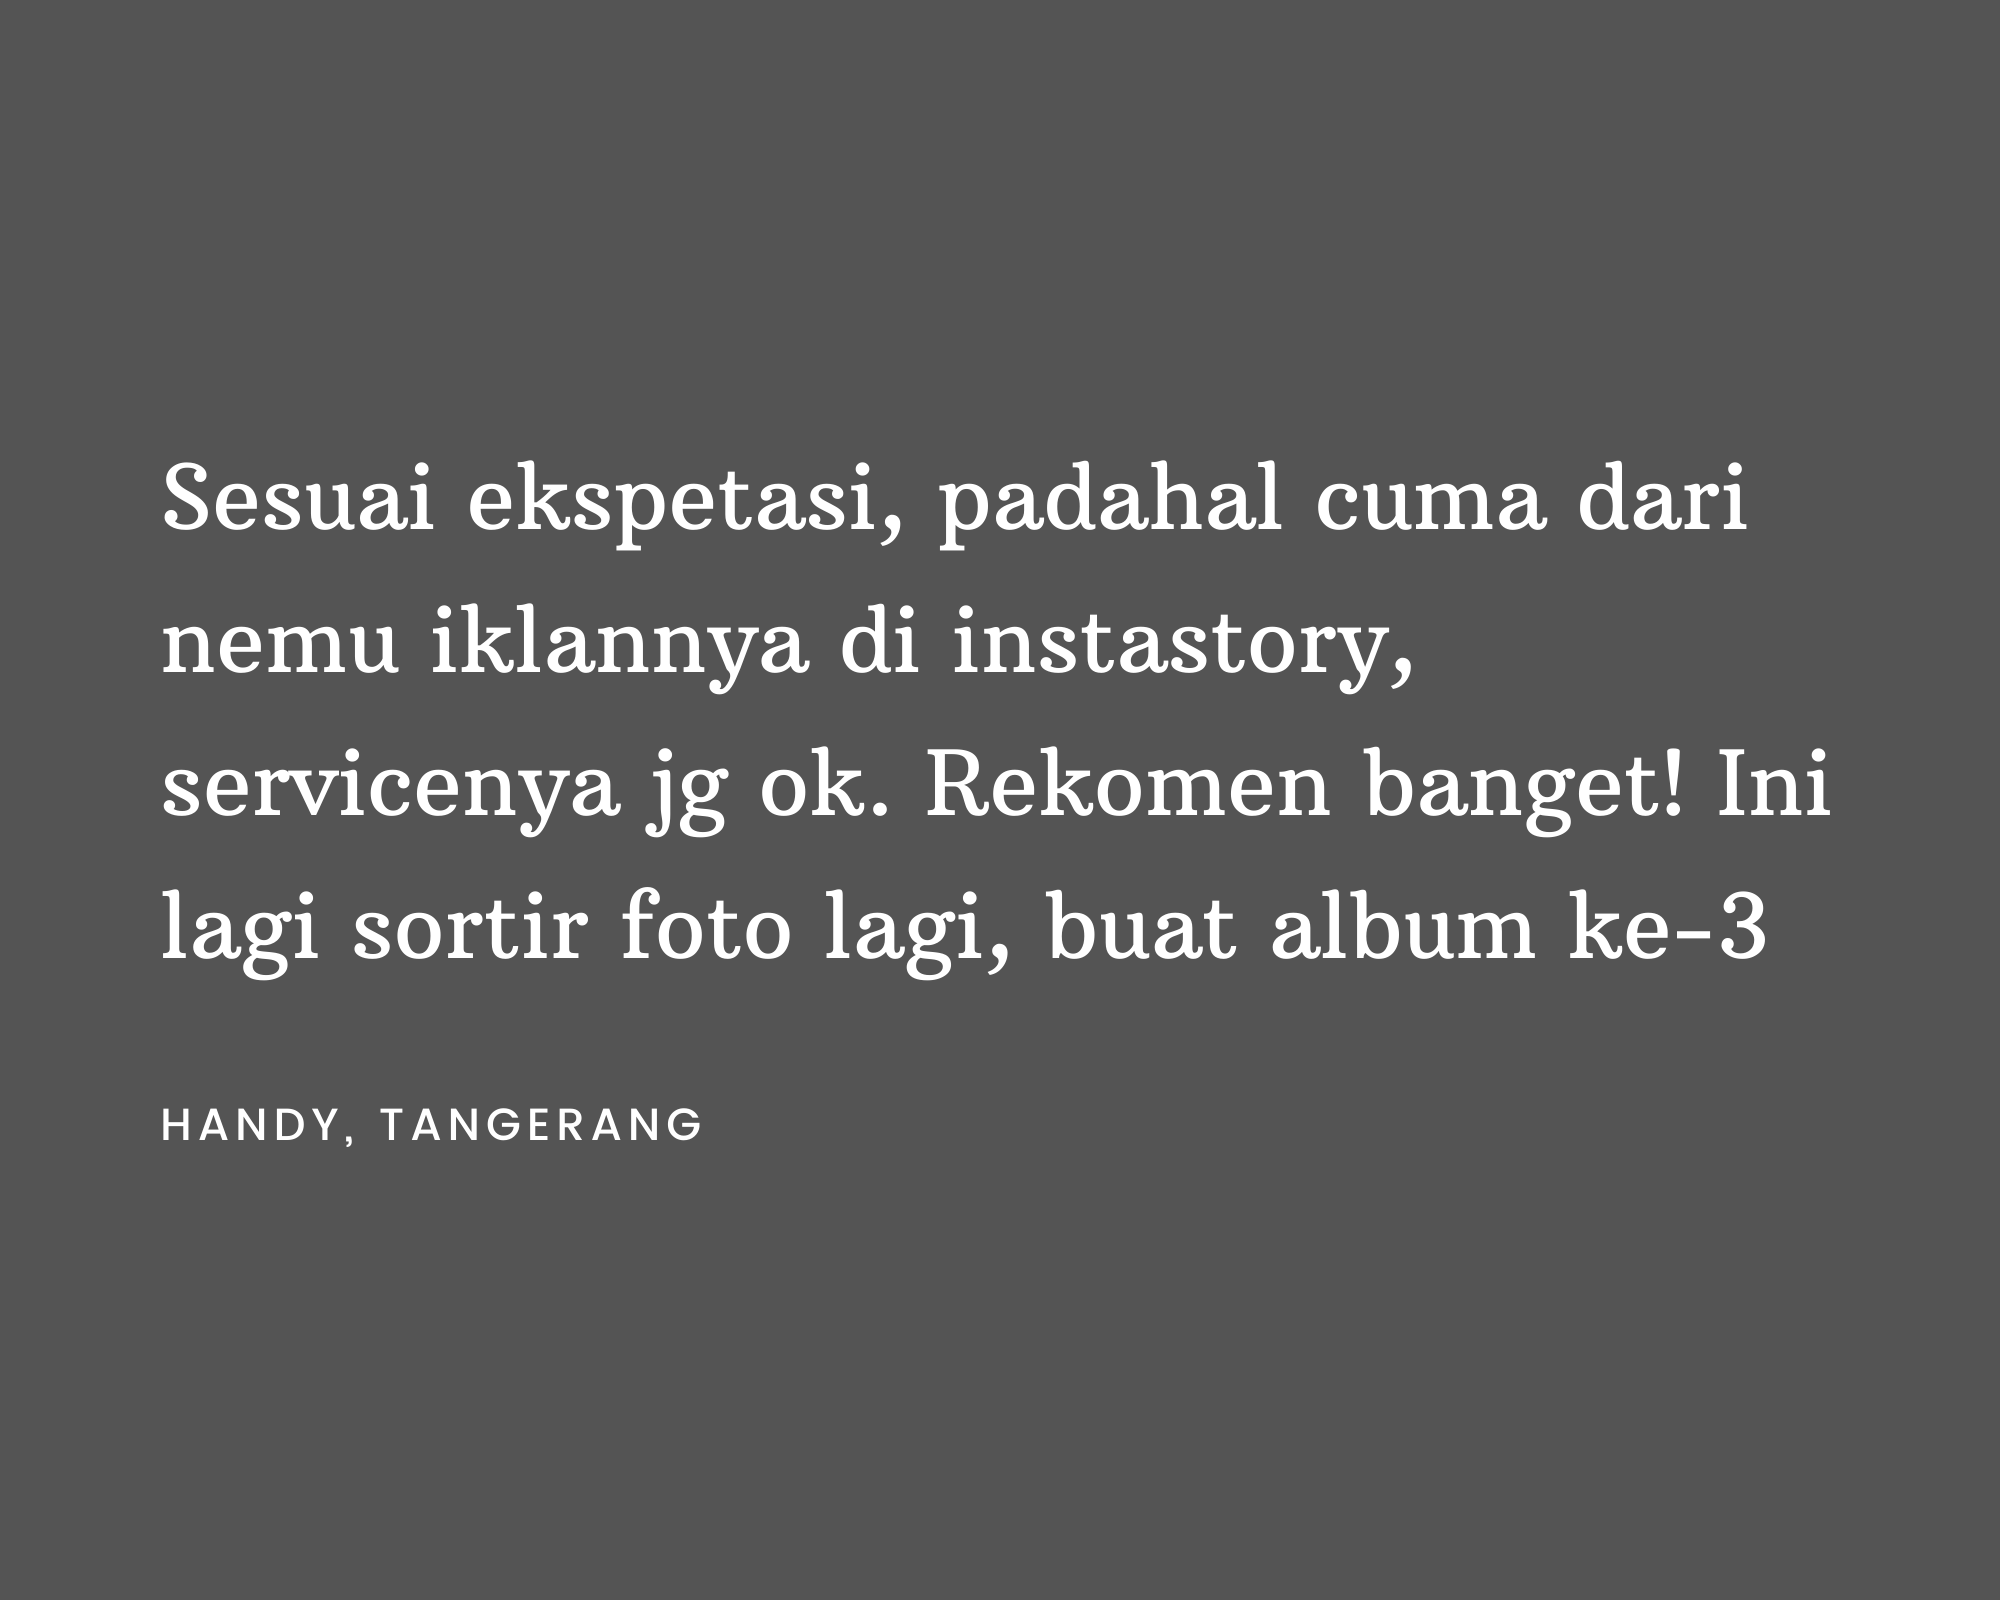 Sesuai ekspetasi, padahal cuma dari
nemu iklannya di instastory,
servicenya jg ok. Rekomen banget! Ini
lagi sortir foto lagi, buat album ke-3
HANDY, TANGERANG